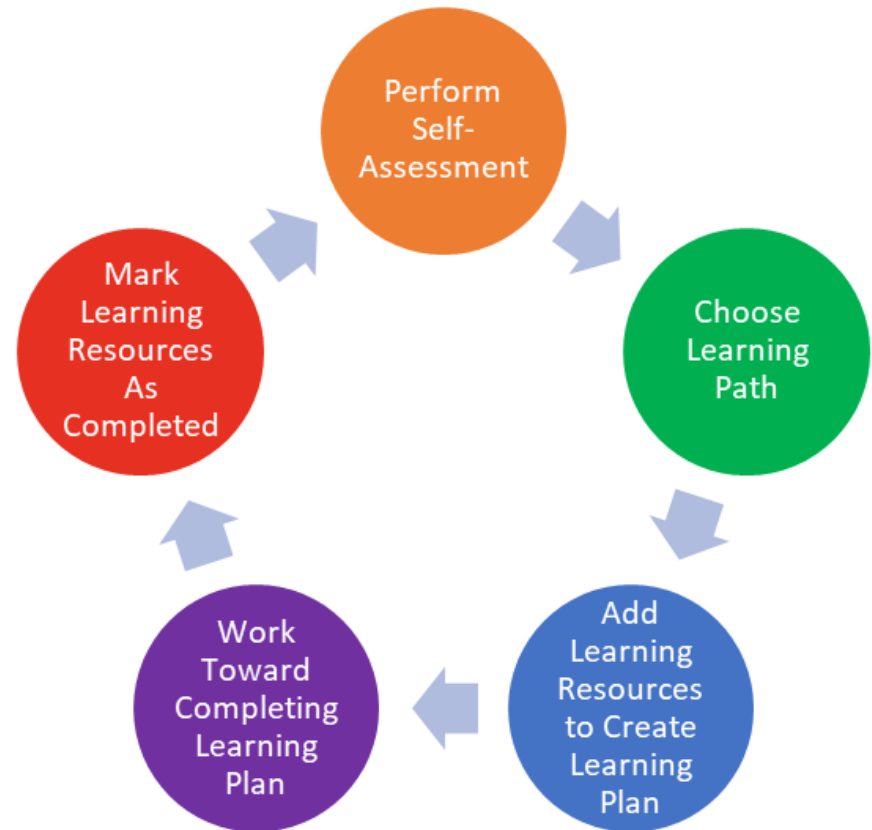 Perform
Self-
Assessment
Choose
Learning
Path
Add
Learning
Resources
to Create
Learning
Plan
Work
Toward
Completing
Learning
Plan
Mark
Learning
Resources
As
Completed